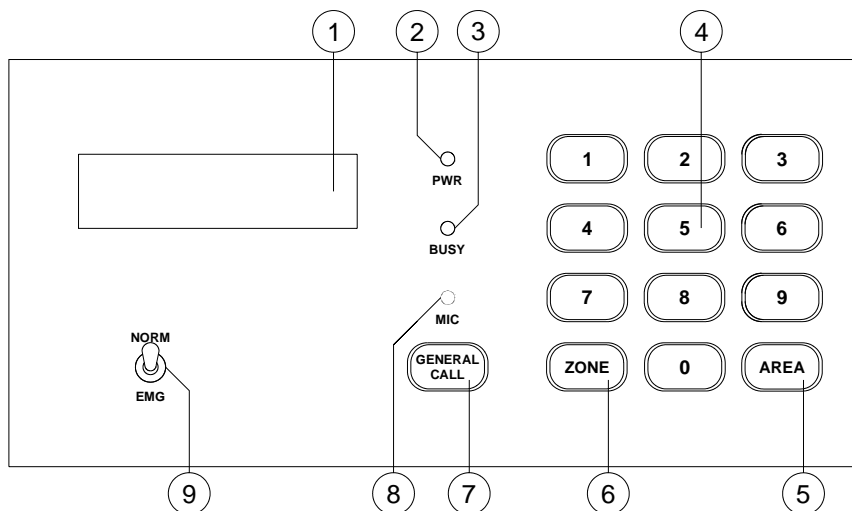 1 2 3 4
PWR
BUSY
MIC
NORM
EMG
GENERAL
CALL
1 2 3
4 5 6
7 8 9
ZONE 0 AREA
9 8 7 6 5